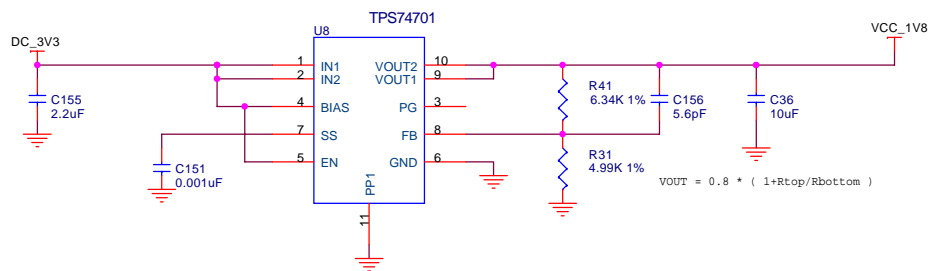 TPS74701
U8
DC_3V3
VCC_1V8
1 IN1
2 IN2
4 BIAS
7 SS
5 EN
VOUT2 10
VOUT1 9
PG 3
FB 8
GND 6
PP1
11
C155
2.2uF
C151
0.001uF
R41
6.34K 1%
C156
5.6pF
C36
10uF
R31
4.99K 1%
VOUT = 0.8 * ( 1+Rtop/Rbottom )